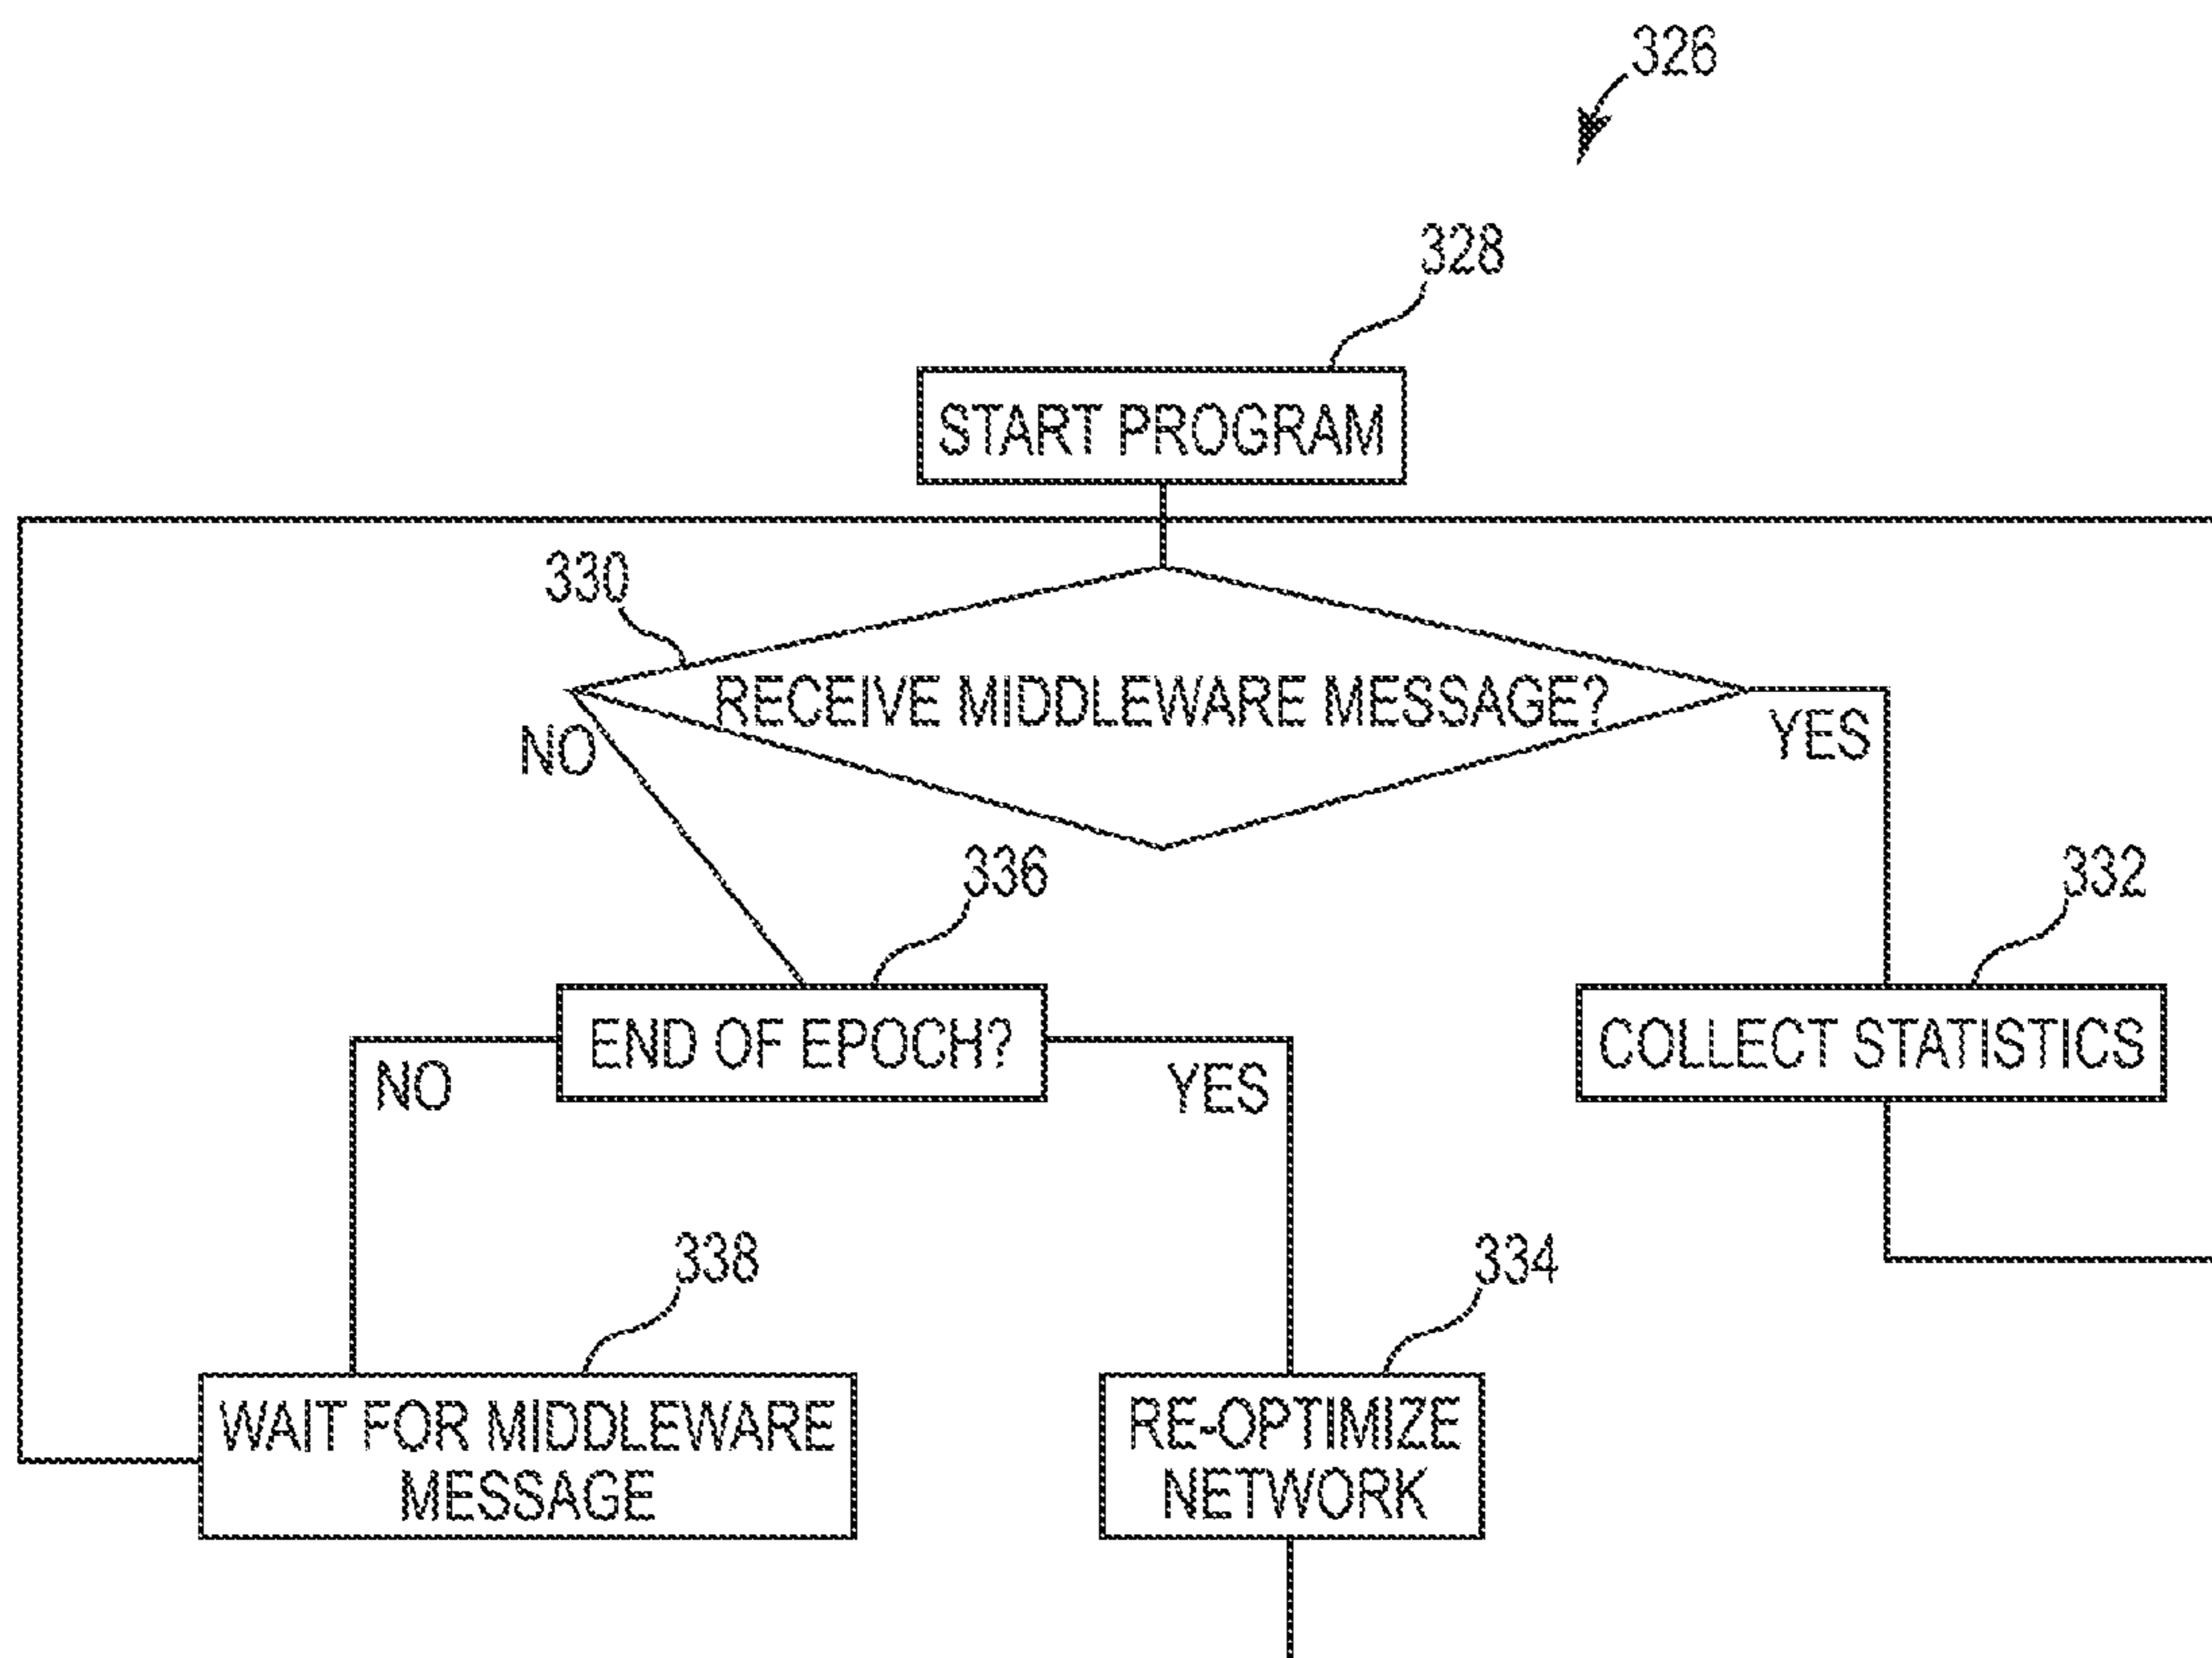 326
328
START PROGRAM
330
RECEIVE MIDDLEWARE MESSAGE?
NO
YES
336
332
END OF EPOCH?
COLLECT STATISTICS
NO
YES
338
334
WAIT FOR MIDDLEWARE
MESSAGE
RE-OPTIMIZE
NETWORK